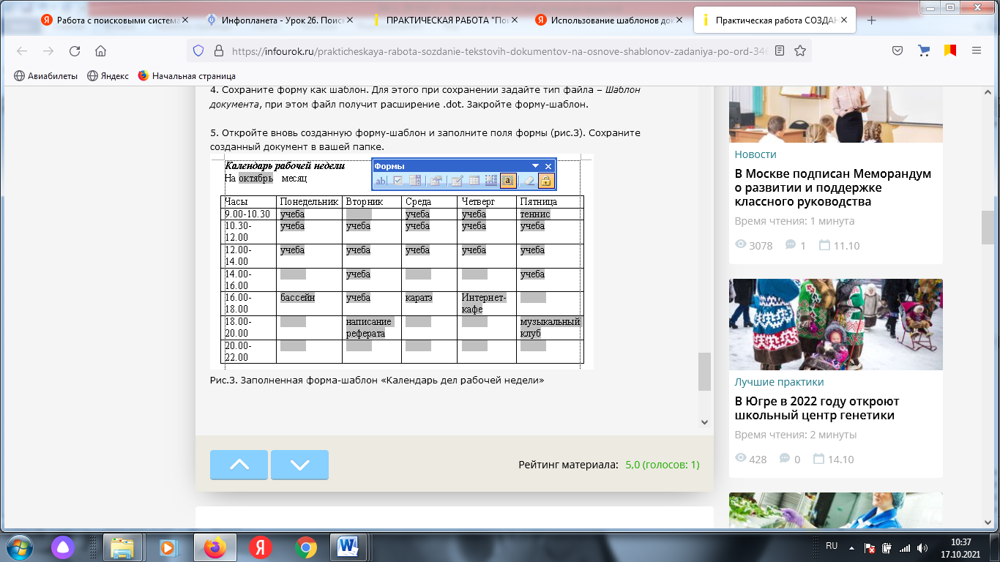 Работа с поисковыми система
Инфопланета - Урок 26. Поис
ПРАКТИЧЕСКАЯ РАБОТА "Пои
Использование шаблонов док
Практическая работа СОЗДАН
https://infourok.ru/prakticheskaya-rabota-sozdanie-tekstovih-dokumentov-na-osnove-shablonov-zadaniya-po-ord-346
Авиабилеты Яндекс Начальная страница
4. Сохраните форму как шаблон. Для этого при сохранении задайте тип файла – Шаблон
документа, при этом файл получит расширение .dot. Закройте форму-шаблон.
5. Откройте вновь созданную форму-шаблон и заполните поля формы (рис.3). Сохраните
созданный документ в вашей папке.
Календарь рабочей недели
На октябрь месяц
Формы
ab
a
Часы Понедельник Вторник Среда Четверг Пятница
9.00-10.30 учеба учеба учеба теннис
10.30- учеба учеба учеба учеба учеба
12.00
12.00- учеба учеба учеба учеба учеба
14.00
14.00- учеба учеба
16.00
16.00- бассейн учеба каратэ Интернет-
18.00 кафе
18.00- написание музыкальный
20.00 реферата клуб
20.00-
22.00
Рис.3. Заполненная форма-шаблон «Календарь дел рабочей недели»
Рейтинг материала: 5,0 (голосов: 1)
Новости
В Москве подписан Меморандум
о развитии и поддержке
классного руководства
Время чтения: 1 минута
3078 1 11.10
Лучшие практики
В Югре в 2022 году откроют
школьный центр генетики
Время чтения: 2 минуты
428 0 14.10
RU
10:37
17.10.2021